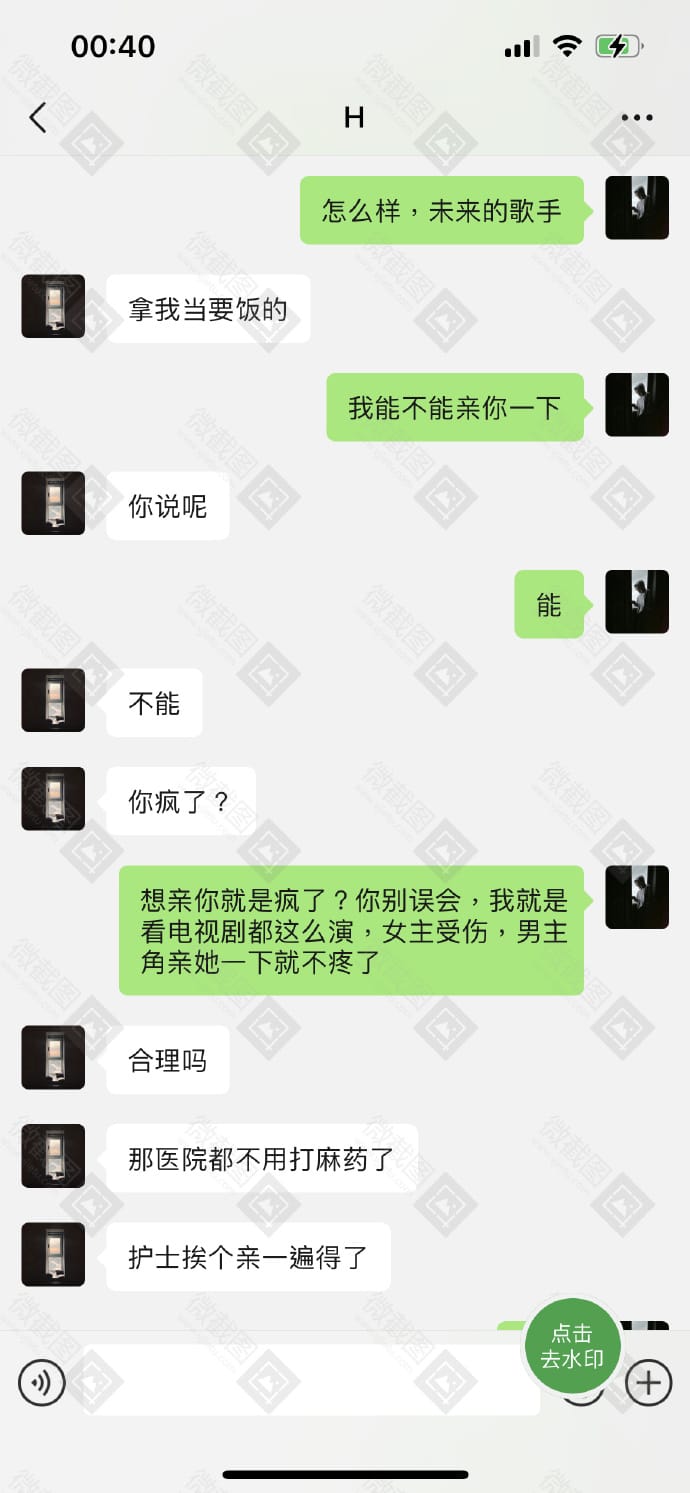 00:40
H
怎么样，未来的歌手
拿我当要饭的
我能不能亲你一下
你说呢
能
不能
你疯了？
想亲你就是疯了？你别误会，我就是
看电视剧都这么演，女主受伤，男主
角亲她一下就不疼了
合理吗
那医院都不用打麻药了
护士挨个亲一遍得了
点击
去水印
微截图